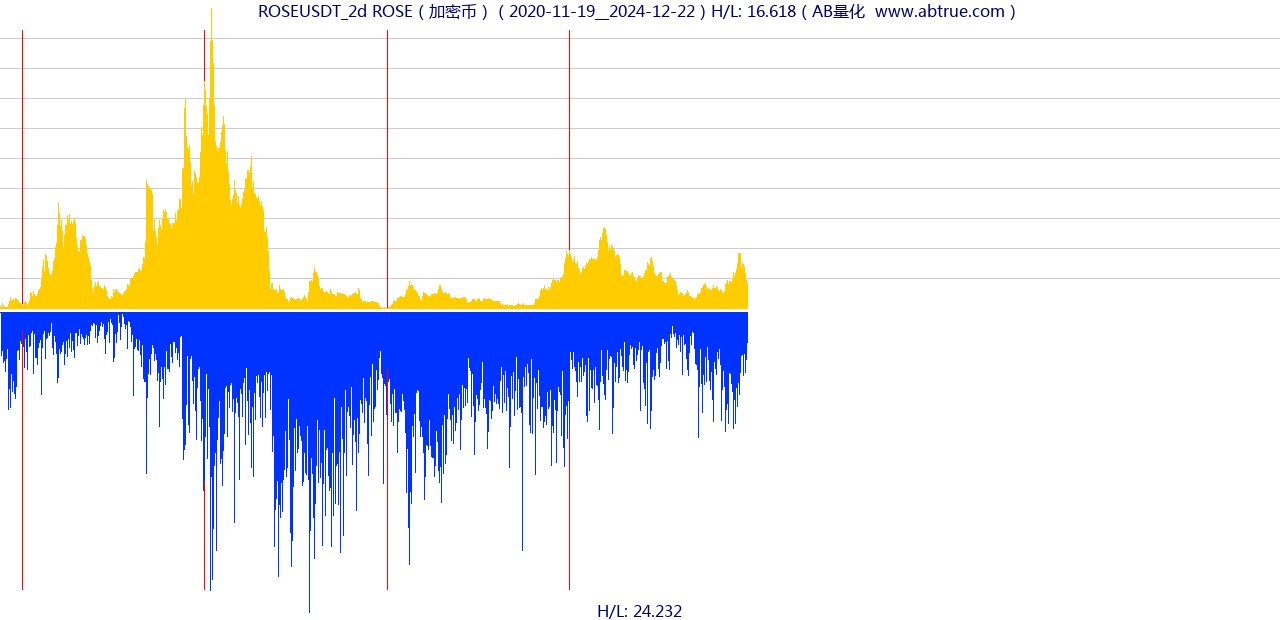 ROSEUSDT_2d ROSE（加密币）（2020-11-19__2024-12-22）H/L: 16.618（AB量化  www.abtrue.com）
H/L: 24.232